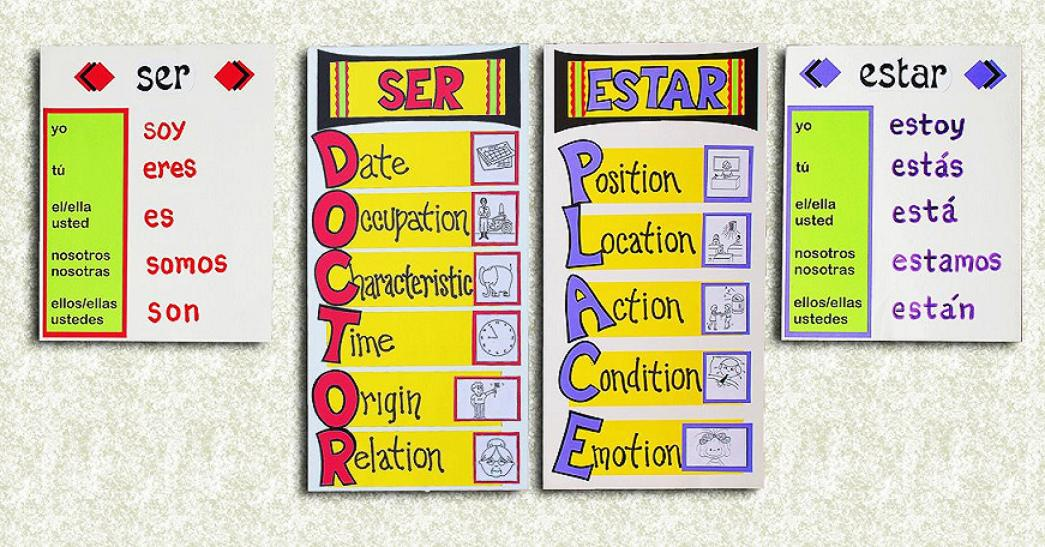 ser
yo soy
tú eres
el/ella
usted es
nosotros
nosotras somos
ellos/ellas
ustedes son
SER
Date
Occupation
Characteristic
Time
Origin
Relation
ESTAR
Position
Location
Action
Condition
Emotion
estar
yo estoy
tú estás
el/ella
usted está
nosotros
nosotras estamos
ellos/ellas
ustedes están